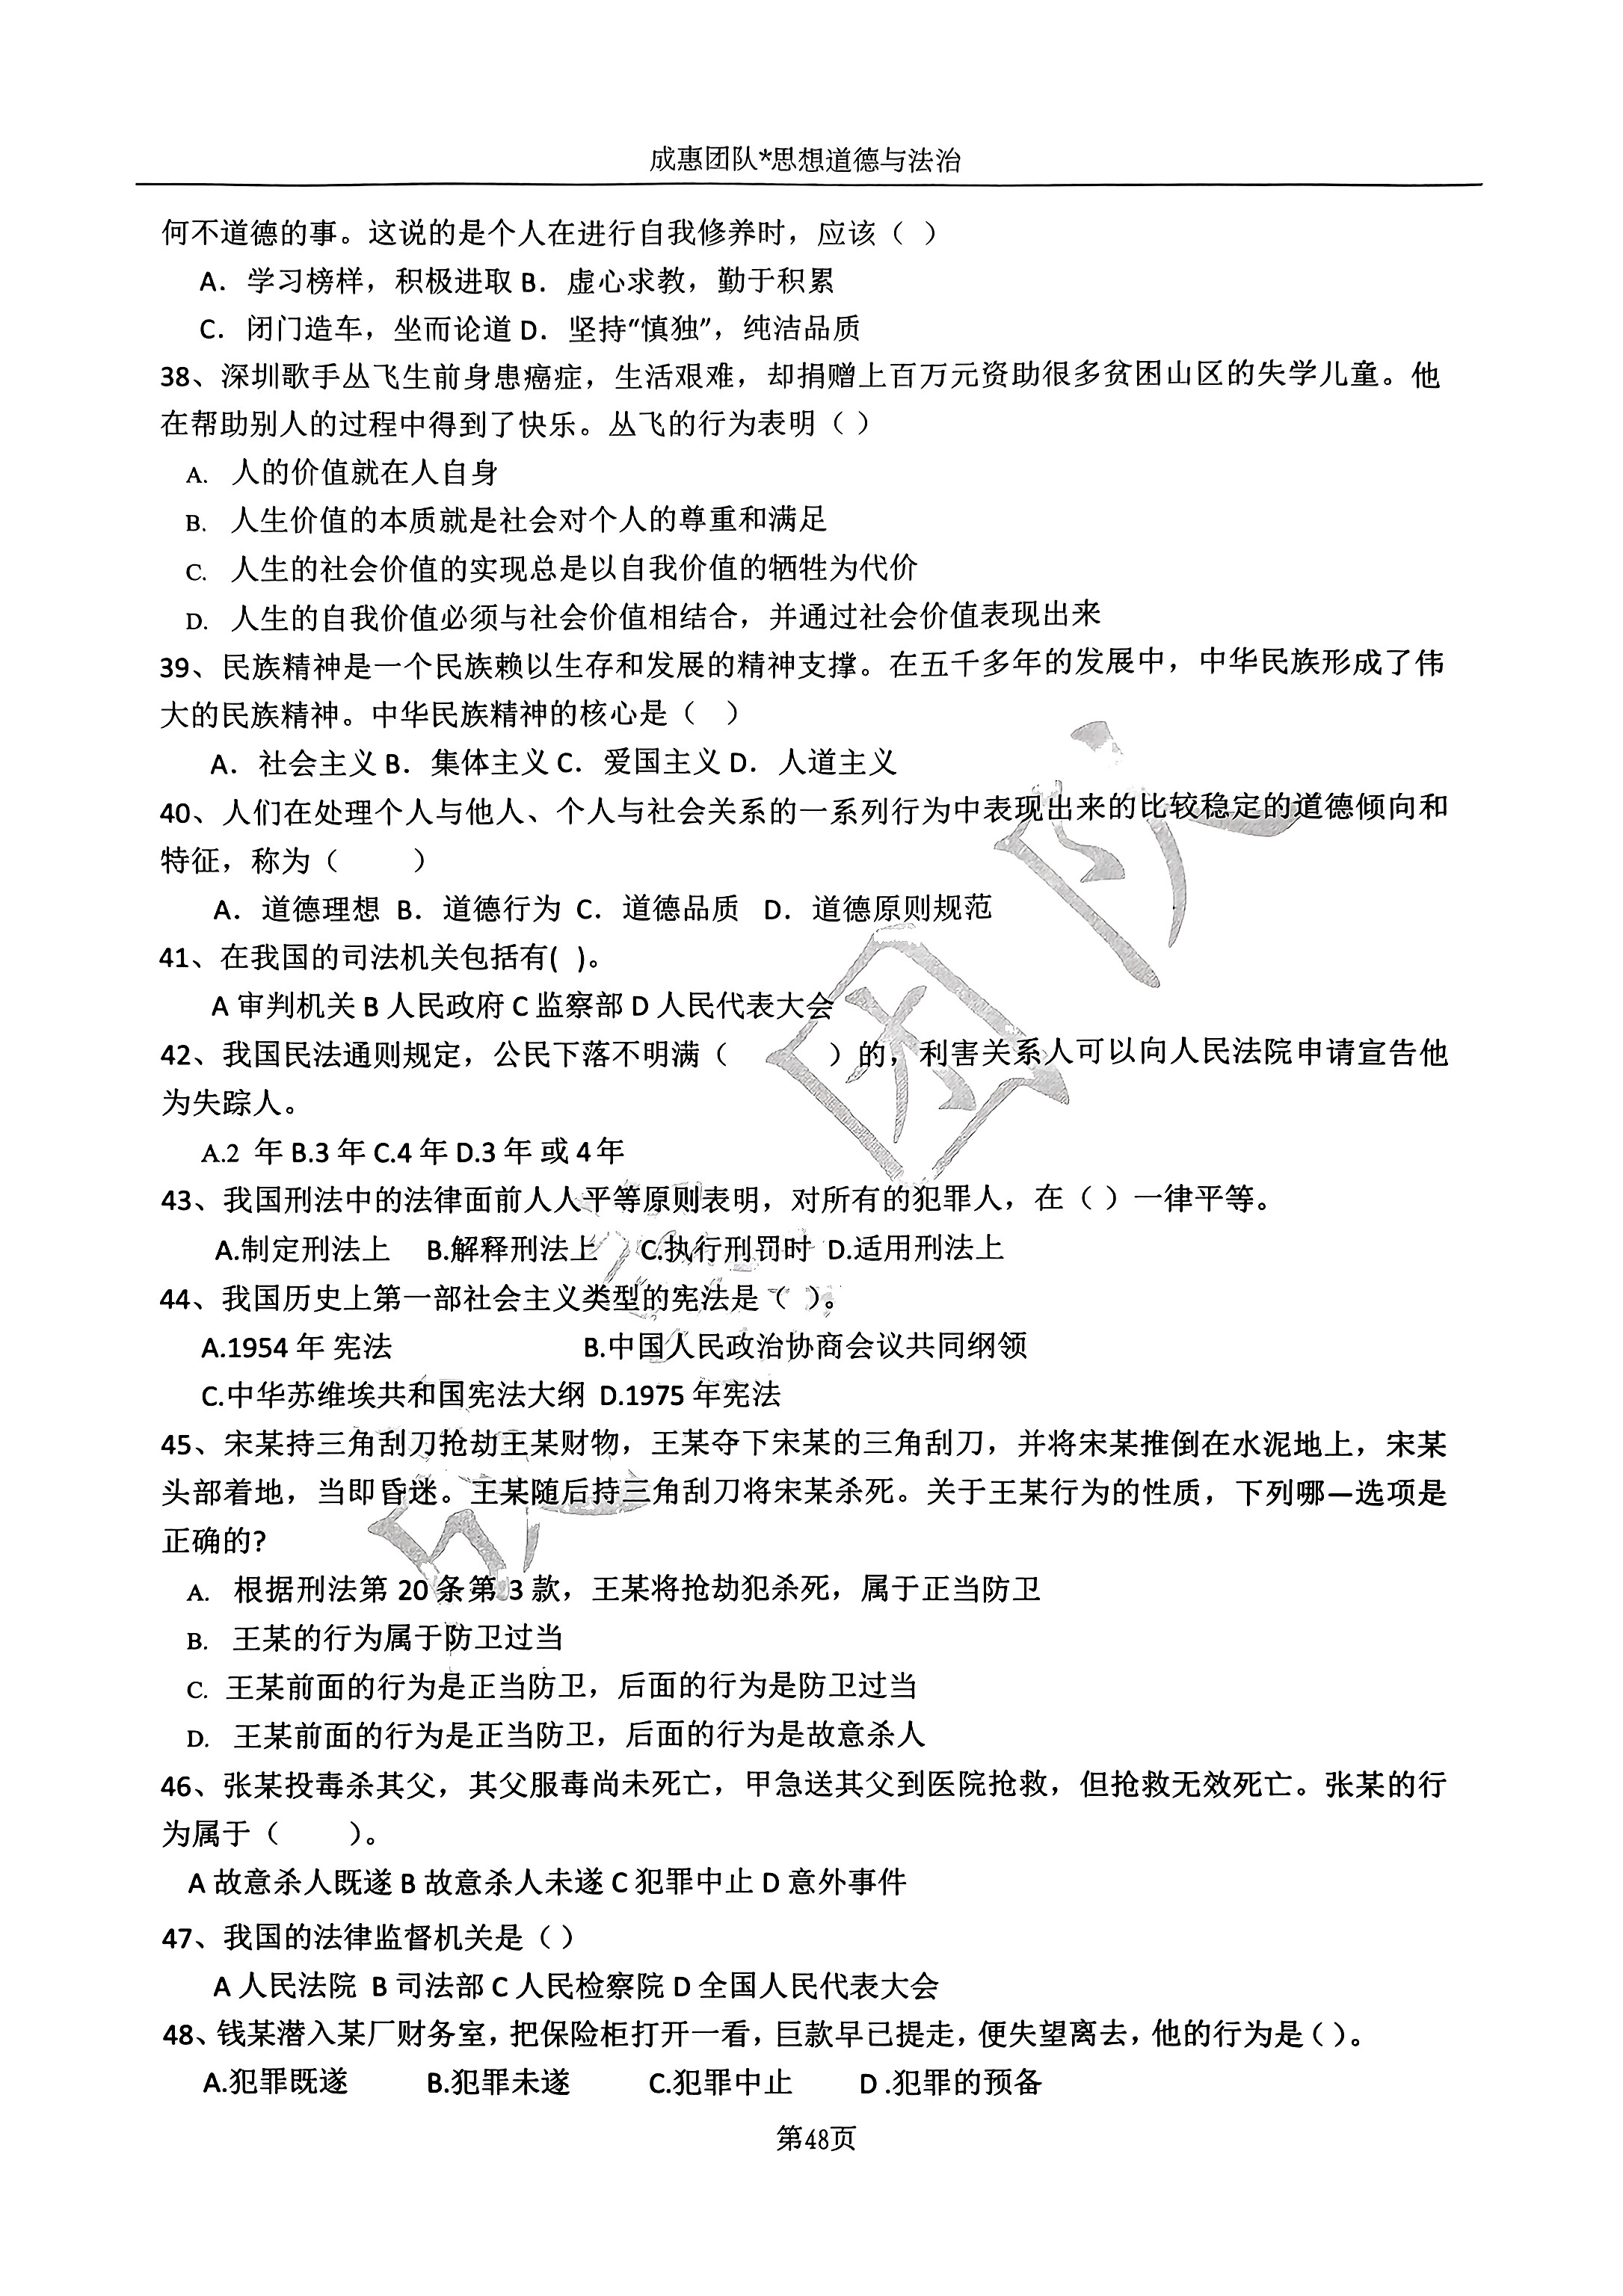 成惠团队*思想道德与法治
何不道德的事。这说的是个人在进行自我修养时，应该（ ）
A．学习榜样，积极进取 B．虚心求教，勤于积累
C．闭门造车，坐而论道 D．坚持“慎独”，纯洁品质
38、深圳歌手丛飞生前身患癌症，生活艰难，却捐赠上百万元资助很多贫困山区的失学儿童。他
在帮助别人的过程中得到了快乐。丛飞的行为表明（ ）
A. 人的价值就在人自身
B. 人生价值的本质就是社会对个人的尊重和满足
C. 人生的社会价值的实现总是以自我价值的牺牲为代价
D. 人生的自我价值必须与社会价值相结合，并通过社会价值表现出来
39、民族精神是一个民族赖以生存和发展的精神支撑。在五千多年的发展中，中华民族形成了伟
大的民族精神。中华民族精神的核心是（ ）
A．社会主义 B．集体主义 C．爱国主义 D．人道主义
40、人们在处理个人与他人、个人与社会关系的一系列行为中表现出来的比较稳定的道德倾向和
特征，称为（ ）
A．道德理想 B．道德行为 C．道德品质 D．道德原则规范
41、在我国的司法机关包括有( )。
A 审判机关 B 人民政府 C 监察部 D 人民代表大会
42、我国民法通则规定，公民下落不明满（ ）的，利害关系人可以向人民法院申请宣告他
为失踪人。
A.2 年 B.3 年 C.4 年 D.3 年 或 4 年
43、我国刑法中的法律面前人人平等原则表明，对所有的犯罪人，在（ ）一律平等。
A.制定刑法上 B.解释刑法上 C.执行刑罚时 D.适用刑法上
44、我国历史上第一部社会主义类型的宪法是（ ）。
A.1954 年 宪法 B.中国人民政治协商会议共同纲领
C.中华苏维埃共和国宪法大纲 D.1975 年宪法
45、宋某持三角刮刀抢劫王某财物，王某夺下宋某的三角刮刀，并将宋某推倒在水泥地上，宋某
头部着地，当即昏迷。王某随后持三角刮刀将宋某杀死。关于王某行为的性质，下列哪—选项是
正确的?
A. 根据刑法第 20 条第 3 款，王某将抢劫犯杀死，属于正当防卫
B. 王某的行为属于防卫过当
C. 王某前面的行为是正当防卫，后面的行为是防卫过当
D. 王某前面的行为是正当防卫，后面的行为是故意杀人
46、张某投毒杀其父，其父服毒尚未死亡，甲急送其父到医院抢救，但抢救无效死亡。张某的行
为属于（ ）。
A 故意杀人既遂 B 故意杀人未遂 C 犯罪中止 D 意外事件
47、我国的法律监督机关是（ ）
A 人民法院 B 司法部 C 人民检察院 D 全国人民代表大会
48、钱某潜入某厂财务室，把保险柜打开一看，巨款早已提走，便失望离去，他的行为是（ ）。
A.犯罪既遂 B.犯罪未遂 C.犯罪中止 D .犯罪的预备
第48页